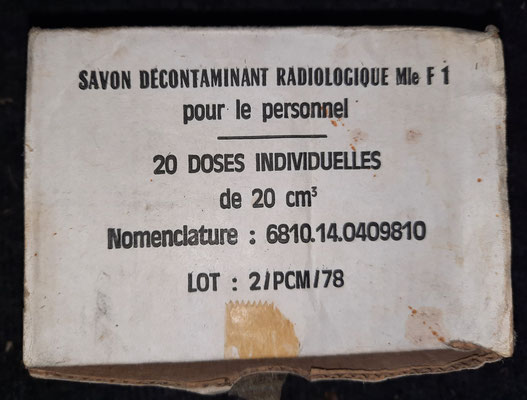 SAVON DÉCONTAMINANT RADIOLOGIQUE Mle F 1
pour le personnel
20 DOSES INDIVIDUELLES
de 20 cm³
Nomenclature : 6810.14.0409810
LOT : 2/PCM/78